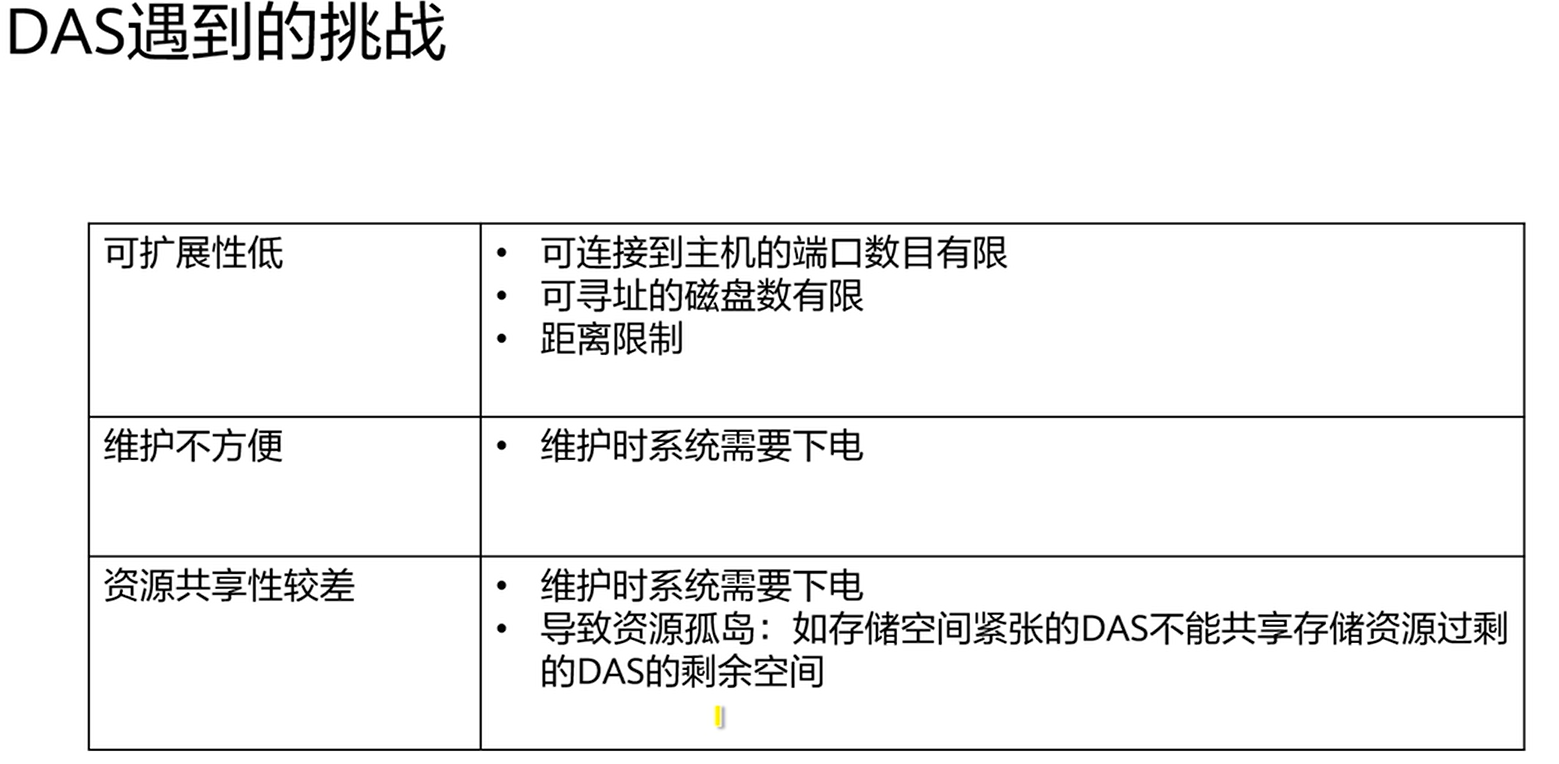 DAS遇到的挑战
可扩展性低
• 可连接到主机的端口数目有限
• 可寻址的磁盘数有限
• 距离限制
维护不方便
• 维护时系统需要下电
资源共享性较差
• 维护时系统需要下电
• 导致资源孤岛：如存储空间紧张的DAS不能共享存储资源过剩
的DAS的剩余空间